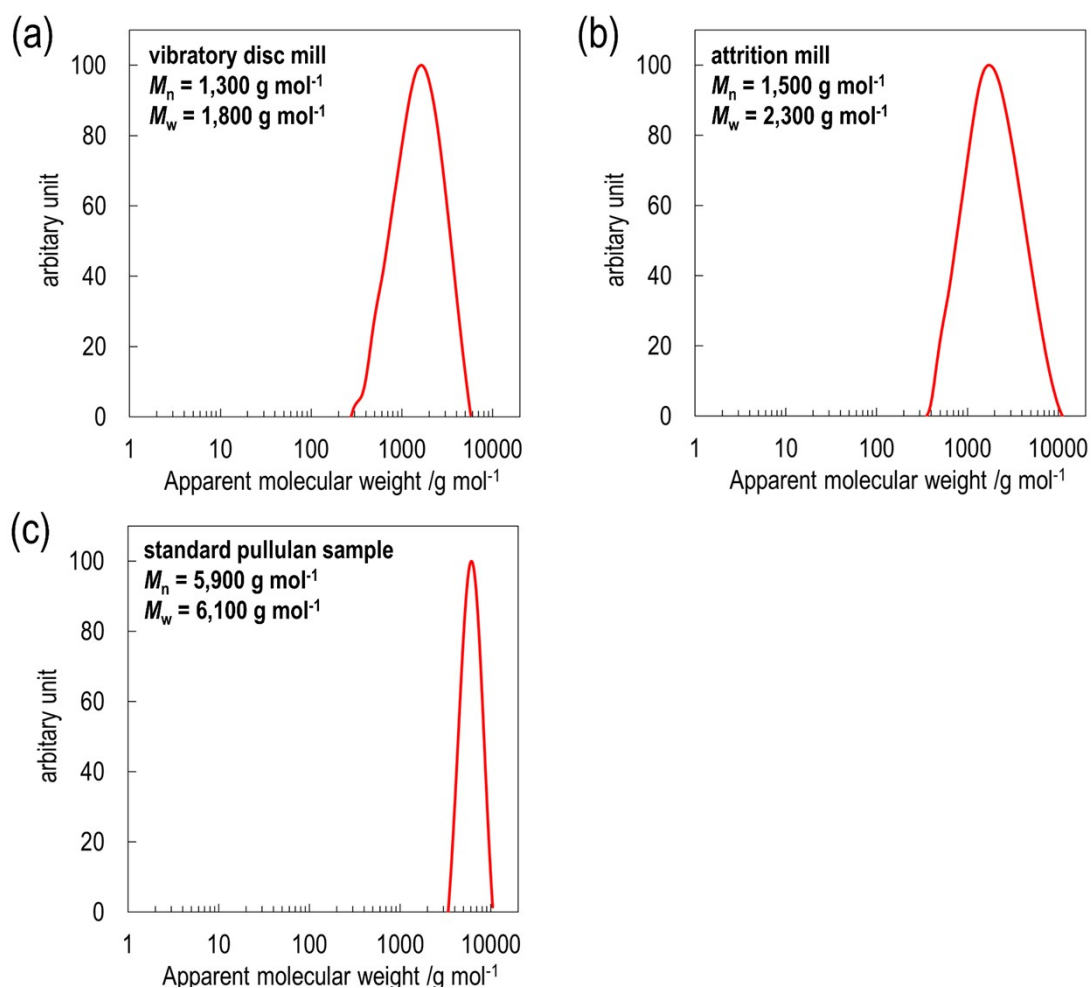 (a)
vibratory disc mill
Mn = 1,300 g mol-1
Mw = 1,800 g mol-1
arbitary unit
100
80
60
40
20
0
1 10 100 1000 10000
Apparent molecular weight /g mol-1
(b)
attrition mill
Mn = 1,500 g mol-1
Mw = 2,300 g mol-1
arbitary unit
100
80
60
40
20
0
1 10 100 1000 10000
Apparent molecular weight /g mol-1
(c)
standard pullulan sample
Mn = 5,900 g mol-1
Mw = 6,100 g mol-1
arbitary unit
100
80
60
40
20
0
1 10 100 1000 10000
Apparent molecular weight /g mol-1